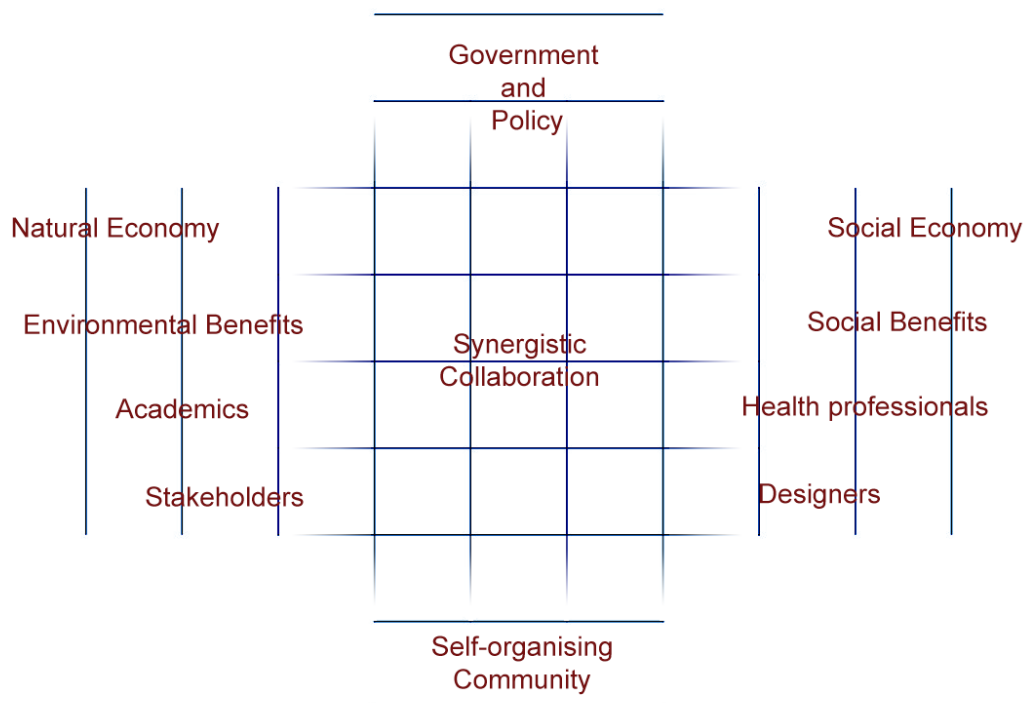 Government
and
Policy
Natural Economy
Social Economy
Environmental Benefits
Social Benefits
Synergistic
Collaboration
Academics
Health professionals
Stakeholders
Designers
Self-organising
Community